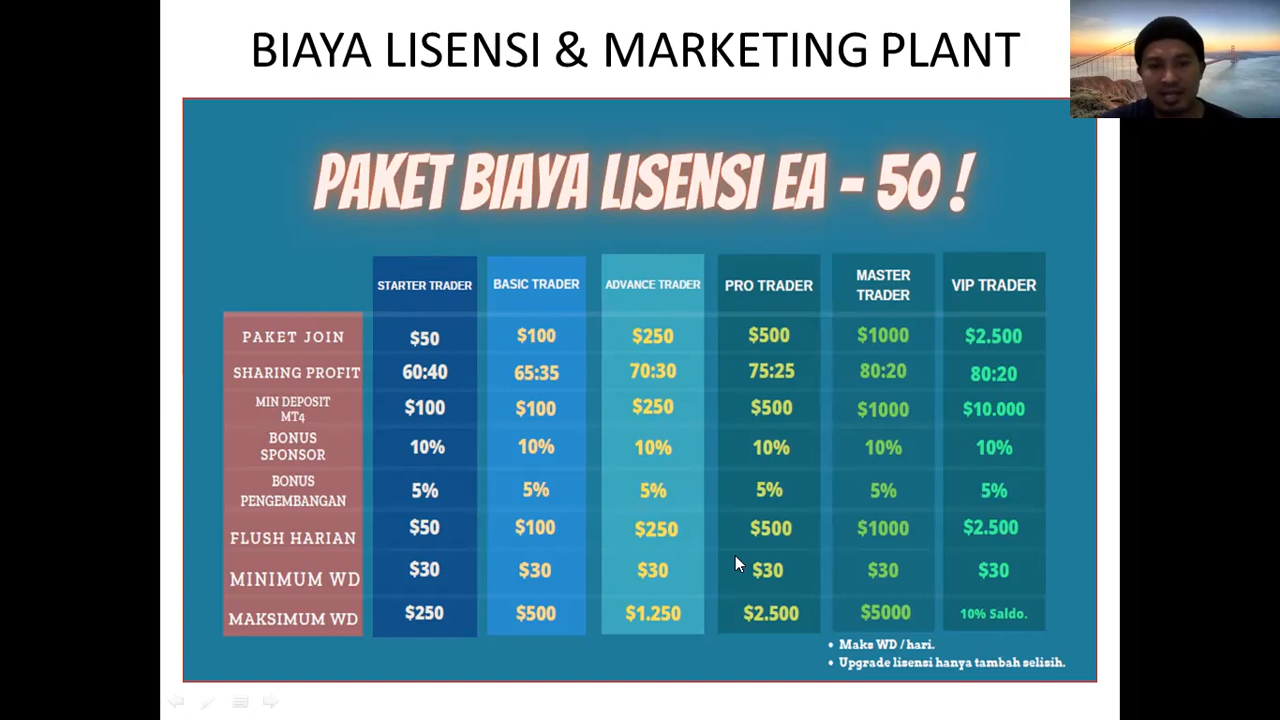 BIAYA LISENSI & MARKETING PLANT
PAKET BIAYA LISENSI EA - 50 !
STARTER TRADER BASIC TRADER ADVANCE TRADER PRO TRADER MASTER TRADER VIP TRADER
PAKET JOIN $50 $100 $250 $500 $1000 $2.500
SHARING PROFIT 60:40 65:35 70:30 75:25 80:20 80:20
MIN DEPOSIT MT4 $100 $100 $250 $500 $1000 $10.000
BONUS SPONSOR 10% 10% 10% 10% 10% 10%
BONUS PENGEMBANGAN 5% 5% 5% 5% 5% 5%
FLUSH HARIAN $50 $100 $250 $500 $1000 $2.500
MINIMUM WD $30 $30 $30 $30 $30 $30
MAKSIMUM WD $250 $500 $1.250 $2.500 $5000 10% Saldo.
• Maks WD / hari.
• Upgrade lisensi hanya tambah selisih.